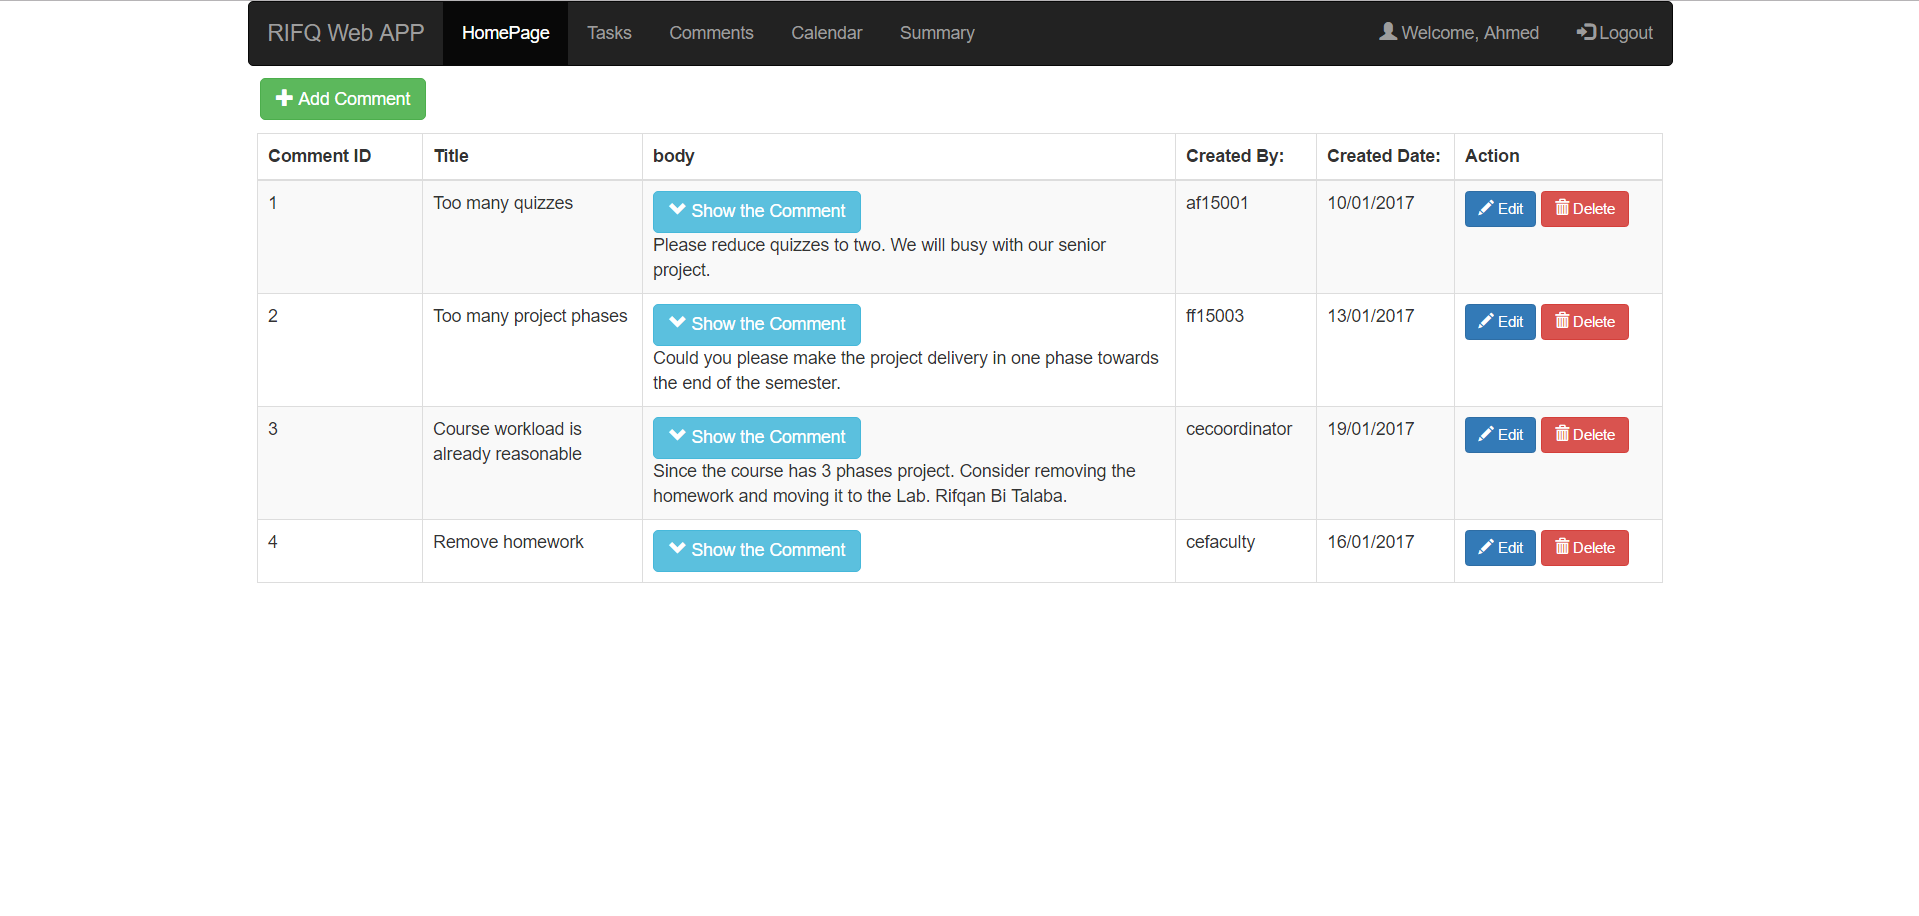 RIFQ Web APP HomePage Tasks Comments Calendar Summary Welcome, Ahmed Logout
Add Comment
Comment ID Title body Created By: Created Date: Action
1 Too many quizzes Show the Comment af15001 10/01/2017 Edit Delete
Please reduce quizzes to two. We will busy with our senior
project.
2 Too many project phases Show the Comment ff15003 13/01/2017 Edit Delete
Could you please make the project delivery in one phase towards
the end of the semester.
3 Course workload is Show the Comment cecoordinator 19/01/2017 Edit Delete
already reasonable
Since the course has 3 phases project. Consider removing the
homework and moving it to the Lab. Rifqan Bi Talaba.
4 Remove homework Show the Comment cefaculty 16/01/2017 Edit Delete